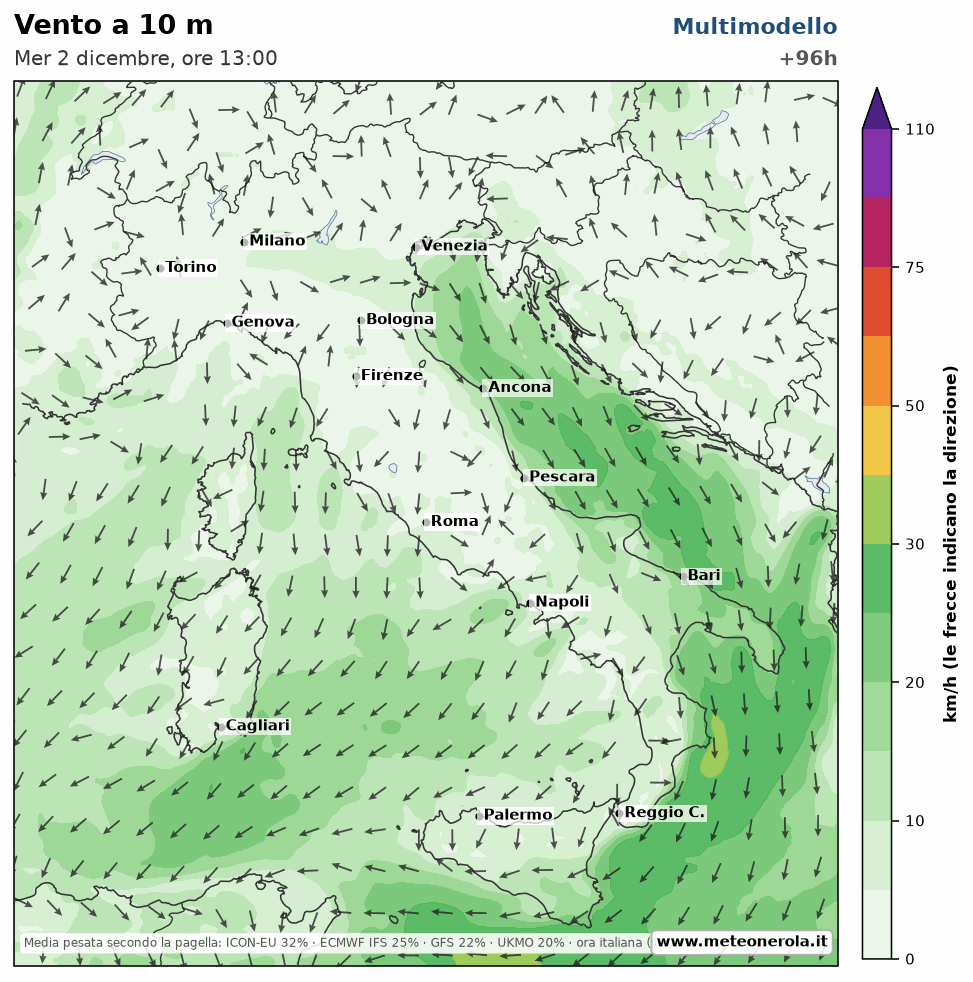 Vento a 10 m
Multimodello
Mer 2 dicembre, ore 13:00
+96h
Milano
Venezia
Torino
Genova
Bologna
Firenze
Ancona
Pescara
Roma
Bari
Napoli
Cagliari
Palermo
Reggio C.
110
75
50
30
20
10
0
km/h (le frecce indicano la direzione)
Media pesata secondo la pagella: ICON-EU 32% · ECMWF IFS 25% · GFS 22% · UKMO 20% · ora italiana (
www.meteonerola.it